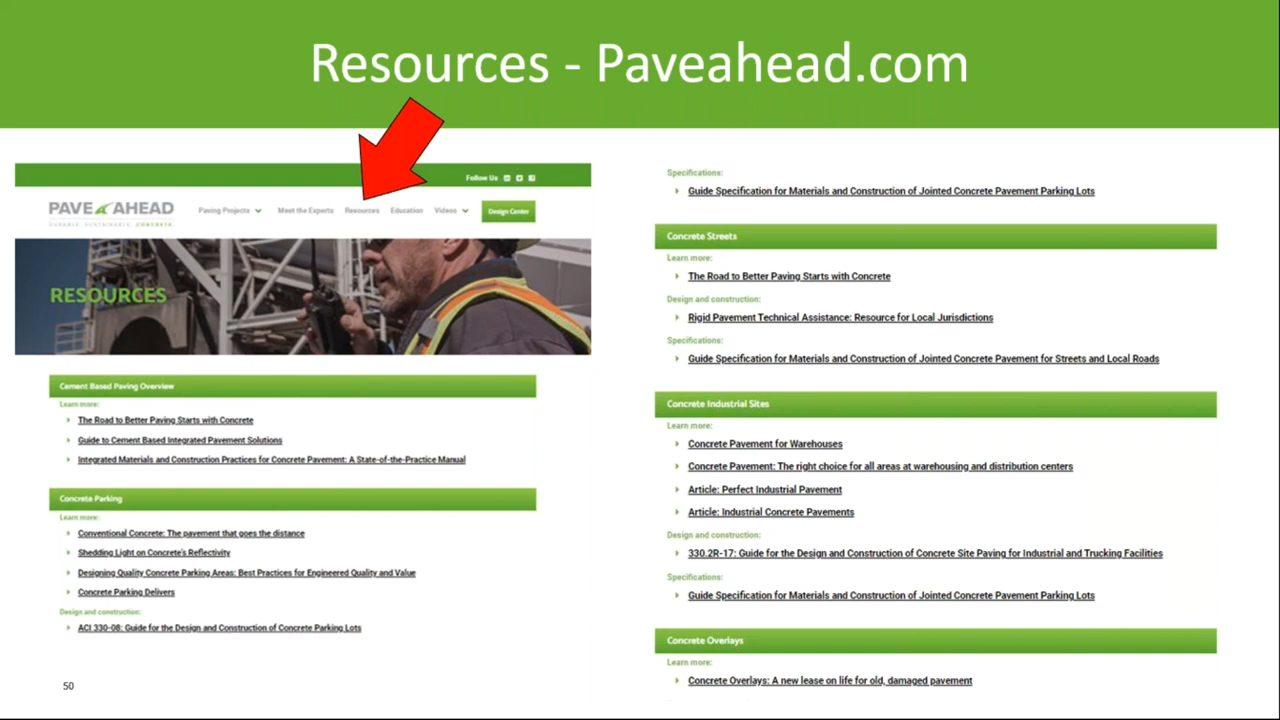 Resources - Paveahead.com
Follow Us
PAVE AHEAD
DURABLE. SUSTAINABLE. CONCRETE.
Paving Projects
Meet the Experts
Resources
Education
Videos
Design Center
RESOURCES
Cement Based Paving Overview
Learn more:
The Road to Better Paving Starts with Concrete
Guide to Cement Based Integrated Pavement Solutions
Integrated Materials and Construction Practices for Concrete Pavement: A State-of-the-Practice Manual
Concrete Parking
Learn more:
Conventional Concrete: The pavement that goes the distance
Shedding Light on Concrete's Reflectivity
Designing Quality Concrete Parking Areas: Best Practices for Engineered Quality and Value
Concrete Parking Delivers
Design and construction:
ACI 330-08: Guide for the Design and Construction of Concrete Parking Lots
50
Specifications:
Guide Specification for Materials and Construction of Jointed Concrete Pavement Parking Lots
Concrete Streets
Learn more:
The Road to Better Paving Starts with Concrete
Design and construction:
Rigid Pavement Technical Assistance: Resource for Local Jurisdictions
Specifications:
Guide Specification for Materials and Construction of Jointed Concrete Pavement for Streets and Local Roads
Concrete Industrial Sites
Learn more:
Concrete Pavement for Warehouses
Concrete Pavement: The right choice for all areas at warehousing and distribution centers
Article: Perfect Industrial Pavement
Article: Industrial Concrete Pavements
Design and construction:
330.2R-17: Guide for the Design and Construction of Concrete Site Paving for Industrial and Trucking Facilities
Specifications:
Guide Specification for Materials and Construction of Jointed Concrete Pavement Parking Lots
Concrete Overlays
Learn more:
Concrete Overlays: A new lease on life for old, damaged pavement